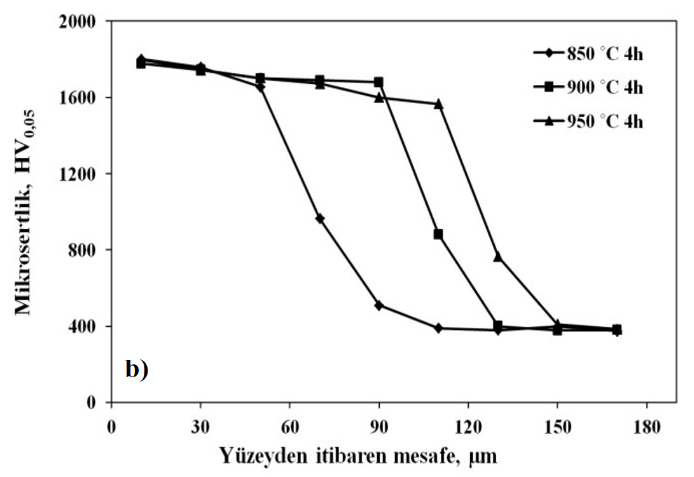 2000
1600
1200
800
400
0
Mikrosertlik, HV0,05
850 °C 4h
900 °C 4h
950 °C 4h
b)
0 30 60 90 120 150 180
Yüzeyden itibaren mesafe, µm